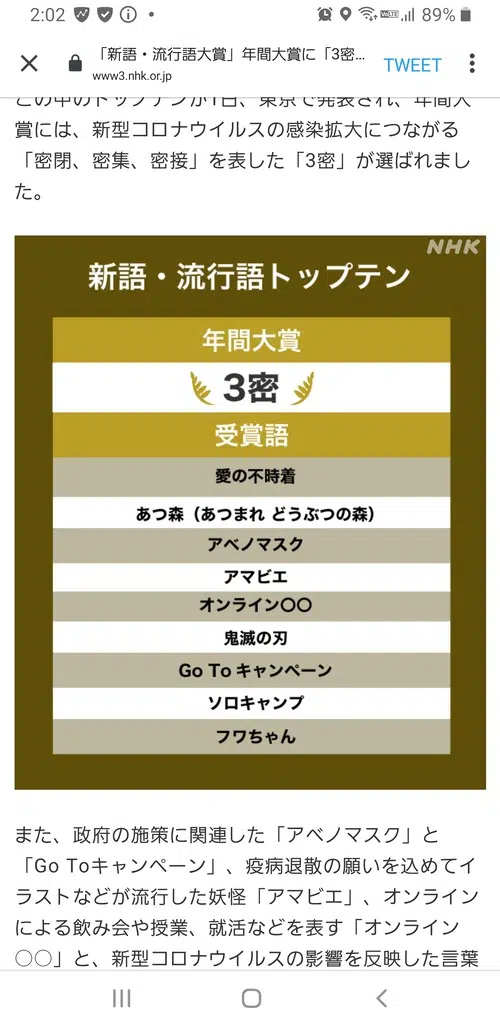 2:02
89%
「新語・流行語大賞」年間大賞に「3密...
www3.nhk.or.jp
TWEET
この中のトップテンが1日、東京で発表され、年間大
賞には、新型コロナウイルスの感染拡大につながる
「密閉、密集、密接」を表した「3密」が選ばれまし
た。
NHK
新語・流行語トップテン
年間大賞
3密
受賞語
愛の不時着
あつ森（あつまれ どうぶつの森）
アベノマスク
アマビエ
オンライン〇〇
鬼滅の刃
Go To キャンペーン
ソロキャンプ
フワちゃん
また、政府の施策に関連した「アベノマスク」と
「Go Toキャンペーン」、疫病退散の願いを込めてイ
ラストなどが流行した妖怪「アマビエ」、オンライン
による飲み会や授業、就活などを表す「オンライン
○○」と、新型コロナウイルスの影響を反映した言葉